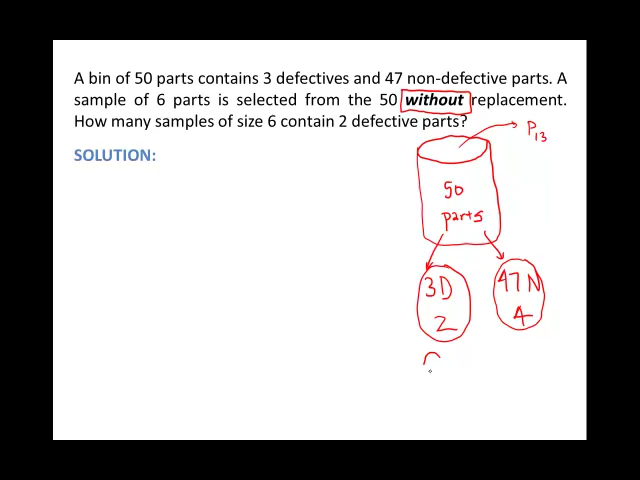 A bin of 50 parts contains 3 defectives and 47 non-defective parts. A
sample of 6 parts is selected from the 50 without replacement.
How many samples of size 6 contain 2 defective parts?
P13
SOLUTION:
50
parts
3D
47N
2
4